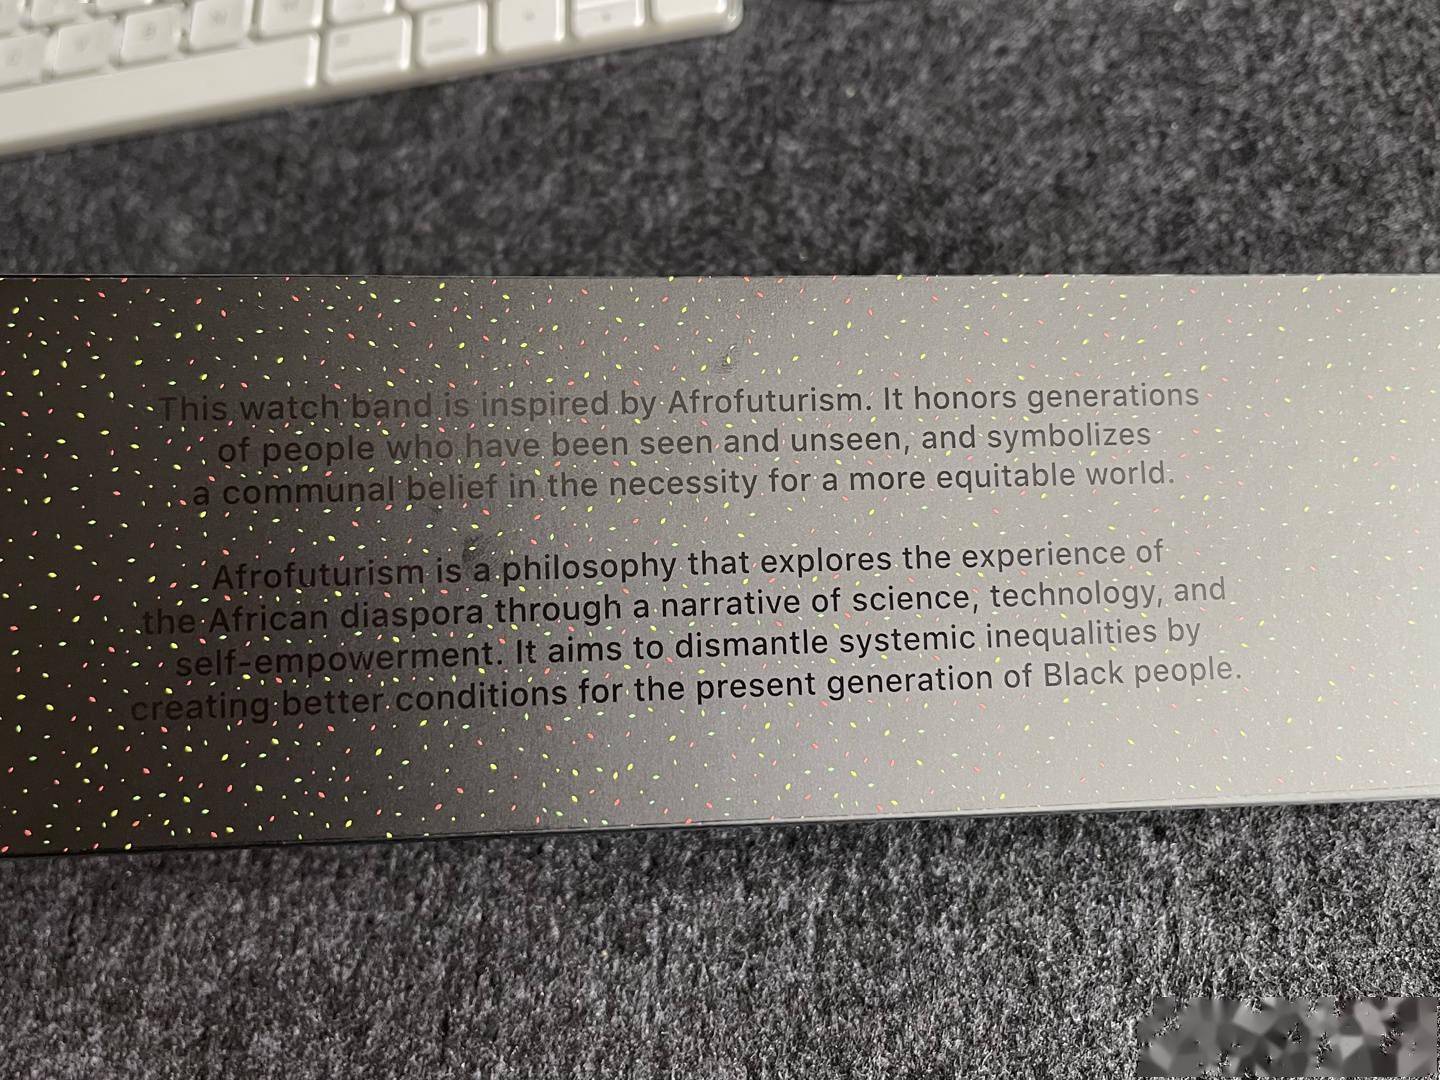 This watch band is inspired by Afrofuturism. It honors generations
of people who have been seen and unseen, and symbolizes
a communal belief in the necessity for a more equitable world.
Afrofuturism is a philosophy that explores the experience of
the African diaspora through a narrative of science, technology, and
self-empowerment. It aims to dismantle systemic inequalities by
creating better conditions for the present generation of Black people.